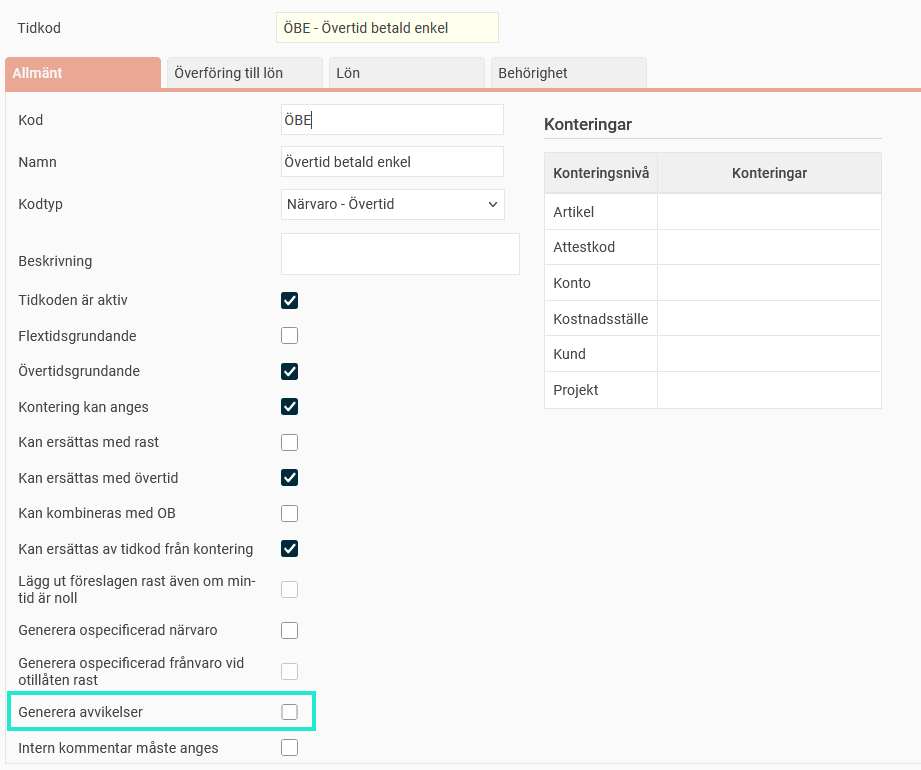 Tidkod
ÖBE - Övertid betald enkel
Allmänt
Överföring till lön
Lön
Behörighet
Kod
ÖBE
Namn
Övertid betald enkel
Kodtyp
Närvaro - Övertid
Beskrivning
Tidkoden är aktiv
Flextidsgrundande
Övertidsgrundande
Kontering kan anges
Kan ersättas med rast
Kan ersättas med övertid
Kan kombineras med OB
Kan ersättas av tidkod från kontering
Lägg ut föreslagen rast även om min-
tid är noll
Generera ospecificerad närvaro
Generera ospecificerad frånvaro vid
otillåten rast
Generera avvikelser
Intern kommentar måste anges
Konteringar
Konteringsnivå
Konteringar
Artikel
Attestkod
Konto
Kostnadsställe
Kund
Projekt